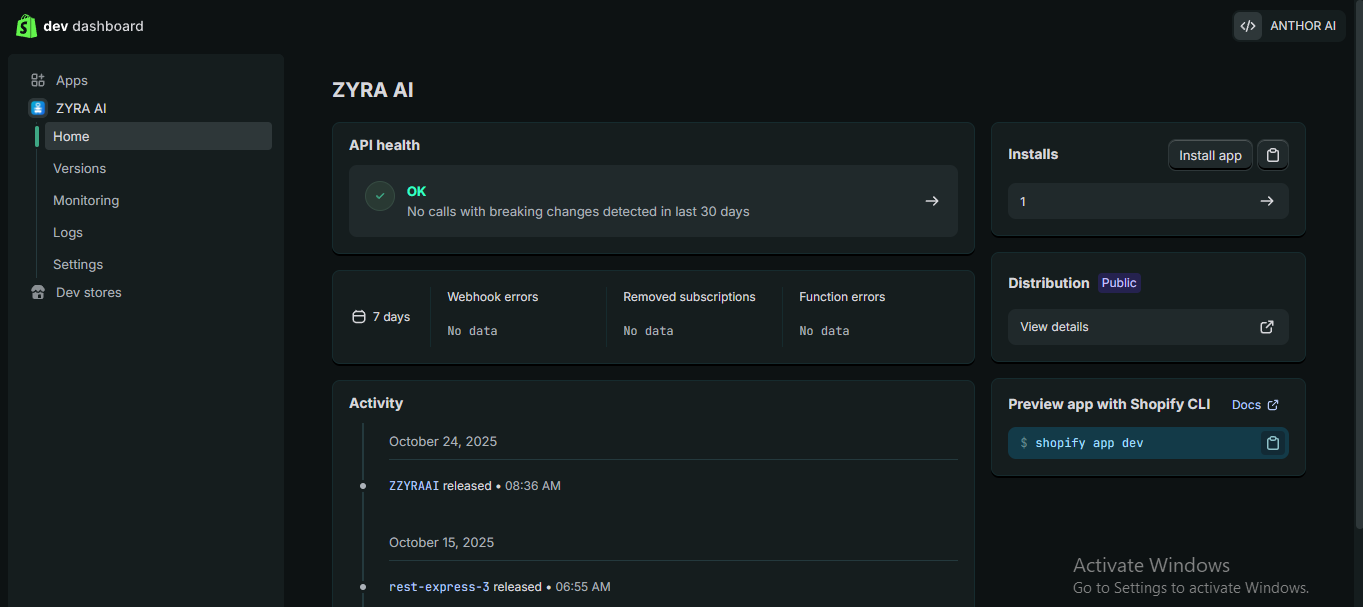 dev dashboard
ANTHOR AI
Apps
ZYRA AI
Home
Versions
Monitoring
Logs
Settings
Dev stores
ZYRA AI
API health
OK
No calls with breaking changes detected in last 30 days
7 days
Webhook errors
No data
Removed subscriptions
No data
Function errors
No data
Activity
October 24, 2025
ZZYRAAI released • 08:36 AM
October 15, 2025
rest-express-3 released • 06:55 AM
Installs
Install app
1
Distribution Public
View details
Preview app with Shopify CLI Docs
$ shopify app dev
Activate Windows
Go to Settings to activate Windows.